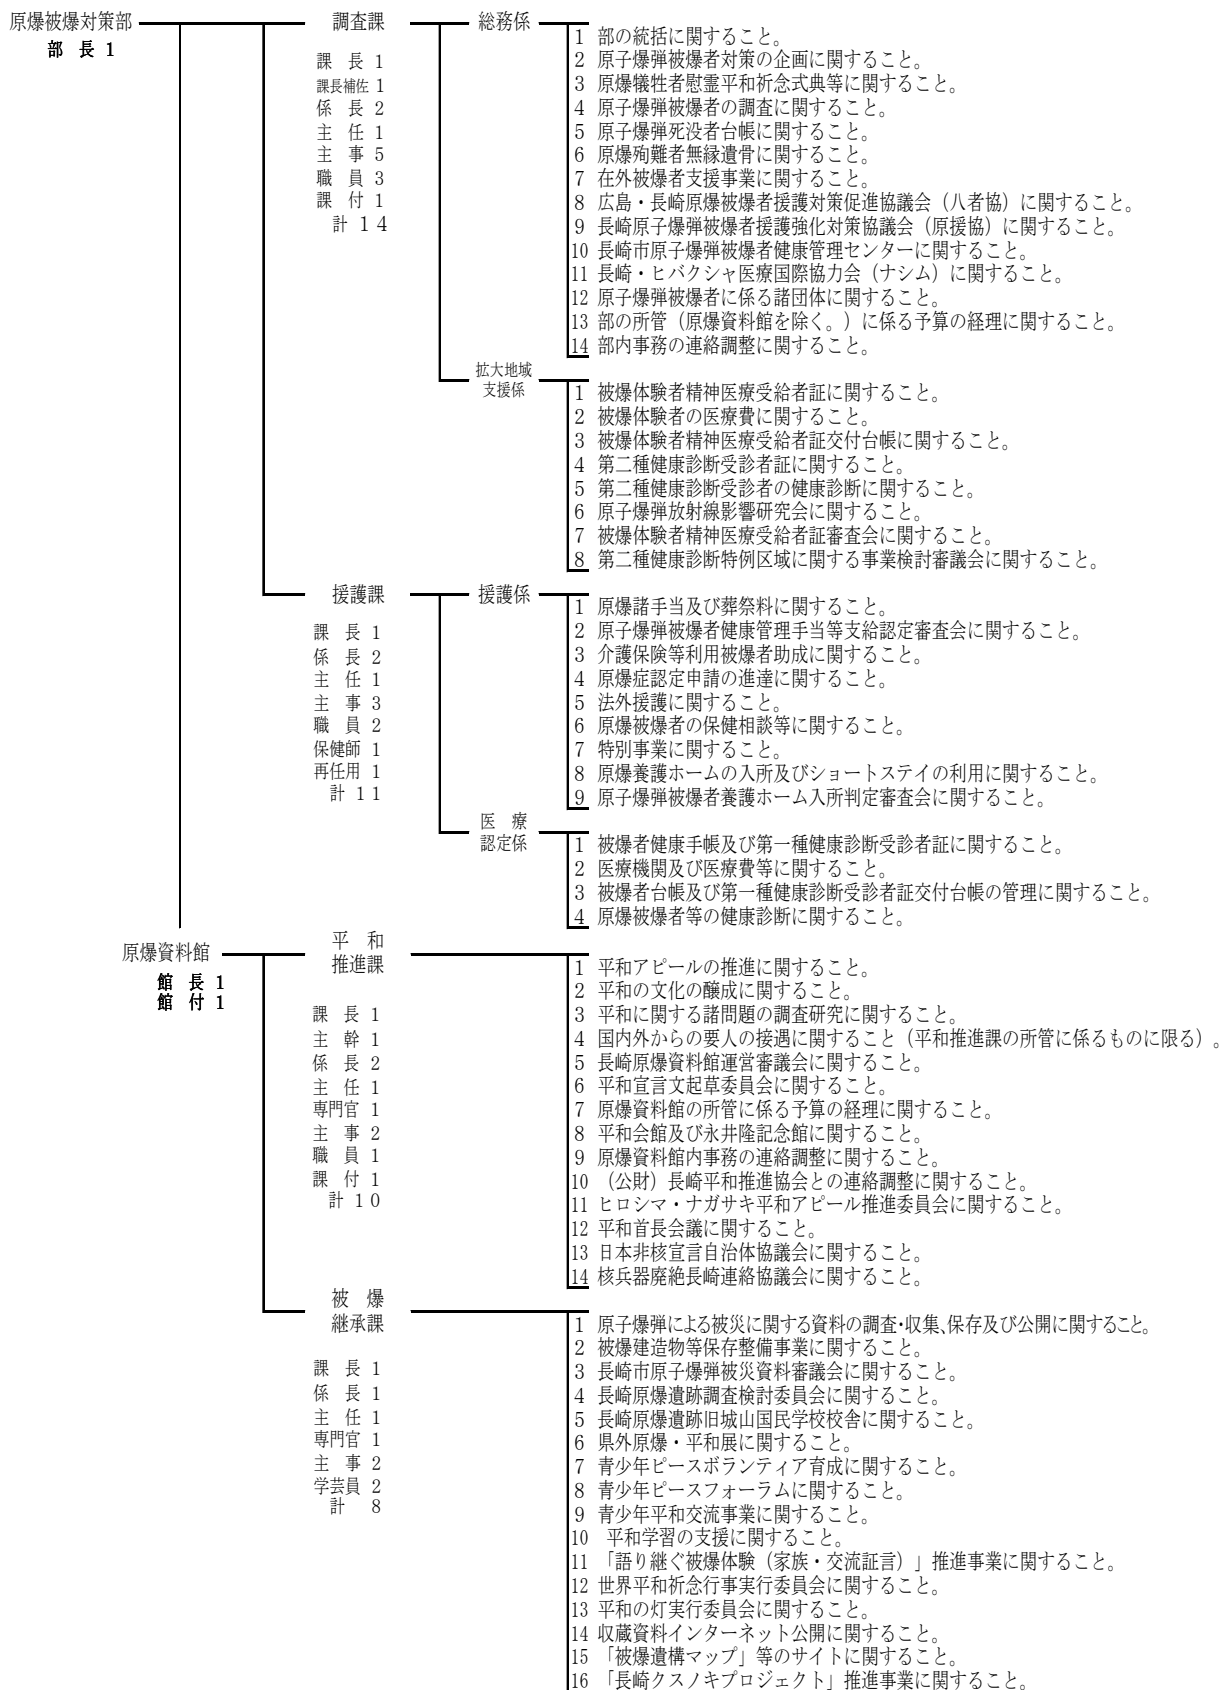 原爆被爆対策部
部　長 1
調査課
課　長 1
課長補佐 1
係　長 2
主　任 1
主　事 5
職　員 3
課　付 1
計 1 4
総務係
1 部の統括に関すること。
2 原子爆弾被爆者対策の企画に関すること。
3 原爆犠牲者慰霊平和祈念式典等に関すること。
4 原子爆弾被爆者の調査に関すること。
5 原子爆弾死没者台帳に関すること。
6 原爆殉難者無縁遺骨に関すること。
7 在外被爆者支援事業に関すること。
8 広島・長崎原爆被爆者援護対策促進協議会（八者協）に関すること。
9 長崎原子爆弾被爆者援護強化対策協議会（原援協）に関すること。
10 長崎市原子爆弾被爆者健康管理センターに関すること。
11 長崎・ヒバクシャ医療国際協力会（ナシム）に関すること。
12 原子爆弾被爆者に係る諸団体に関すること。
13 部の所管（原爆資料館を除く。）に係る予算の経理に関すること。
14 部内事務の連絡調整に関すること。
拡大地域
支援係
1 被爆体験者精神医療受給者証に関すること。
2 被爆体験者の医療費に関すること。
3 被爆体験者精神医療受給者証交付台帳に関すること。
4 第二種健康診断受診者証に関すること。
5 第二種健康診断受診者の健康診断に関すること。
6 原子爆弾放射線影響研究会に関すること。
7 被爆体験者精神医療受給者証審査会に関すること。
8 第二種健康診断特例区域に関する事業検討審議会に関すること。
援護課
課　長 1
係　長 2
主　任 1
主　事 3
職　員 2
保健師 1
再任用 1
計 1 1
援護係
1 原爆諸手当及び葬祭料に関すること。
2 原子爆弾被爆者健康管理手当等支給認定審査会に関すること。
3 介護保険等利用被爆者助成に関すること。
4 原爆症認定申請の進達に関すること。
5 法外援護に関すること。
6 原爆被爆者の保健相談等に関すること。
7 特別事業に関すること。
8 原爆養護ホームの入所及びショートステイの利用に関すること。
9 原子爆弾被爆者養護ホーム入所判定審査会に関すること。
医　療
認定係
1 被爆者健康手帳及び第一種健康診断受診者証に関すること。
2 医療機関及び医療費等に関すること。
3 被爆者台帳及び第一種健康診断受診者証交付台帳の管理に関すること。
4 原爆被爆者等の健康診断に関すること。
原爆資料館
館　長 1
館　付 1
平　和
推進課
課　長 1
主　幹 1
係　長 2
主　任 1
専門官 1
主　事 2
職　員 1
課　付 1
計 1 0
1 平和アピールの推進に関すること。
2 平和の文化の醸成に関すること。
3 平和に関する諸問題の調査研究に関すること。
4 国内外からの要人の接遇に関すること（平和推進課の所管に係るものに限る）。
5 長崎原爆資料館運営審議会に関すること。
6 平和宣言文起草委員会に関すること。
7 原爆資料館の所管に係る予算の経理に関すること。
8 平和会館及び永井隆記念館に関すること。
9 原爆資料館内事務の連絡調整に関すること。
10 （公財）長崎平和推進協会との連絡調整に関すること。
11 ヒロシマ・ナガサキ平和アピール推進委員会に関すること。
12 平和首長会議に関すること。
13 日本非核宣言自治体協議会に関すること。
14 核兵器廃絶長崎連絡協議会に関すること。
被　爆
継承課
課　長 1
係　長 1
主　任 1
専門官 1
主　事 2
学芸員 2
計　8
1 原子爆弾による被災に関する資料の調査・収集、保存及び公開に関すること。
2 被爆建造物等保存整備事業に関すること。
3 長崎市原子爆弾被災資料審議会に関すること。
4 長崎原爆遺跡調査検討委員会に関すること。
5 長崎原爆遺跡旧城山国民学校校舎に関すること。
6 県外原爆・平和展に関すること。
7 青少年ピースボランティア育成に関すること。
8 青少年ピースフォーラムに関すること。
9 青少年平和交流事業に関すること。
10 平和学習の支援に関すること。
11 「語り継ぐ被爆体験（家族・交流証言）」推進事業に関すること。
12 世界平和祈念行事実行委員会に関すること。
13 平和の灯実行委員会に関すること。
14 収蔵資料インターネット公開に関すること。
15 「被爆遺構マップ」等のサイトに関すること。
16 「長崎クスノキプロジェクト」推進事業に関すること。